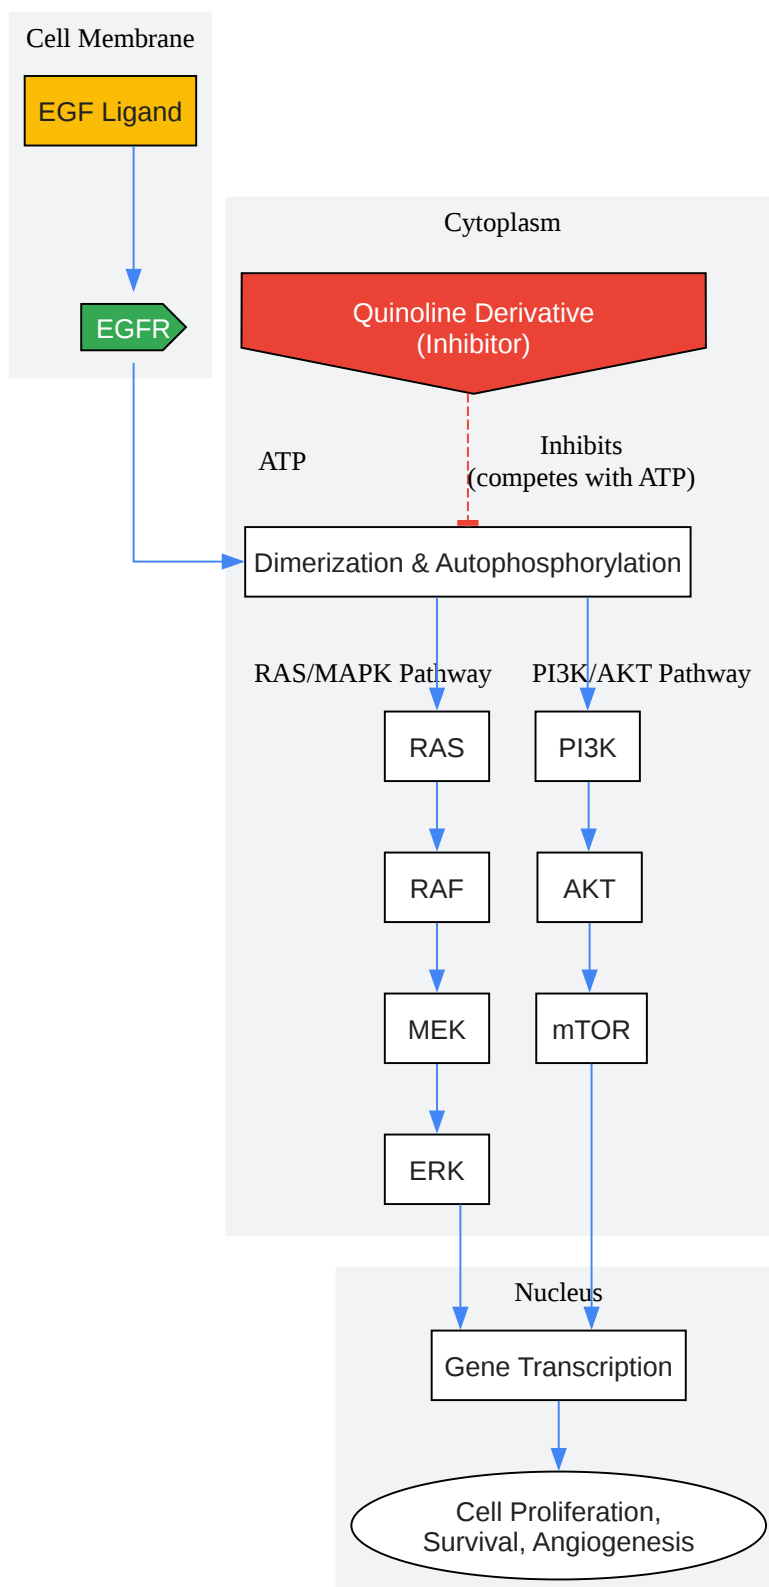 Cell Membrane
EGF Ligand
EGFR
Cytoplasm
Quinoline Derivative
(Inhibitor)
ATP
Inhibits
(competes with ATP)
Dimerization & Autophosphorylation
RAS/MAPK Pathway
PI3K/AKT Pathway
RAS
PI3K
RAF
AKT
MEK
mTOR
ERK
Nucleus
Gene Transcription
Cell Proliferation,
Survival, Angiogenesis